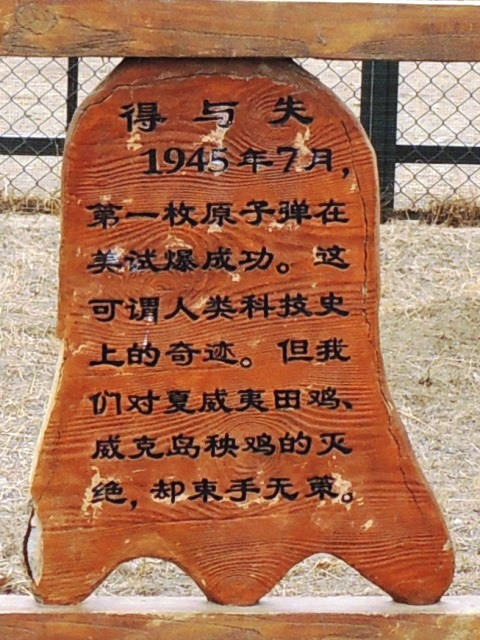 得与失
1945年7月，
第一枚原子弹在
美试爆成功。这
可谓人类科技史
上的奇迹。但我
们对夏威夷田鸡、
威克岛秧鸡的灭
绝，却束手无策。